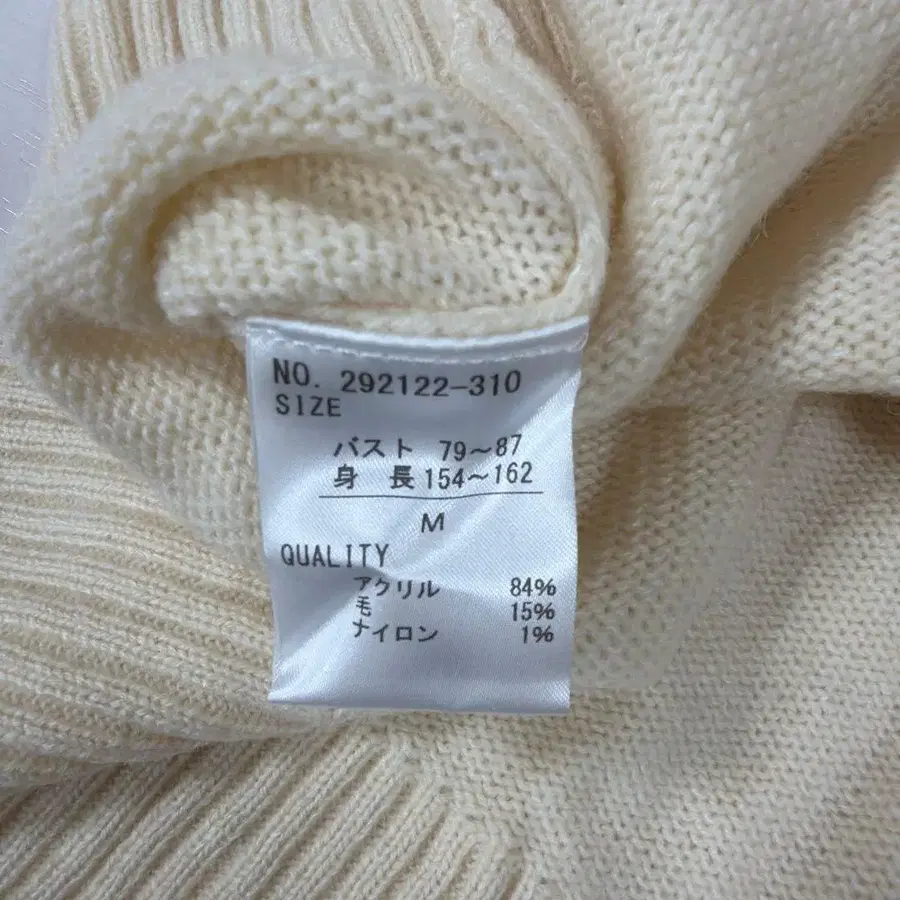 NO. 292122-310
SIZE
バスト 79～87
身 長 154～162
M
QUALITY
アクリル 84%
毛 15%
ナイロン 1%